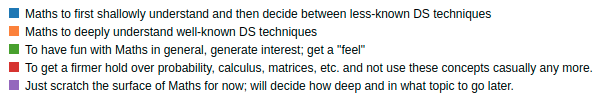 Maths to first shallowly understand and then decide between less-known DS techniques
Maths to deeply understand well-known DS techniques
To have fun with Maths in general, generate interest; get a "feel"
To get a firmer hold over probability, calculus, matrices, etc. and not use these concepts casually any more.
Just scratch the surface of Maths for now; will decide how deep and in what topic to go later.